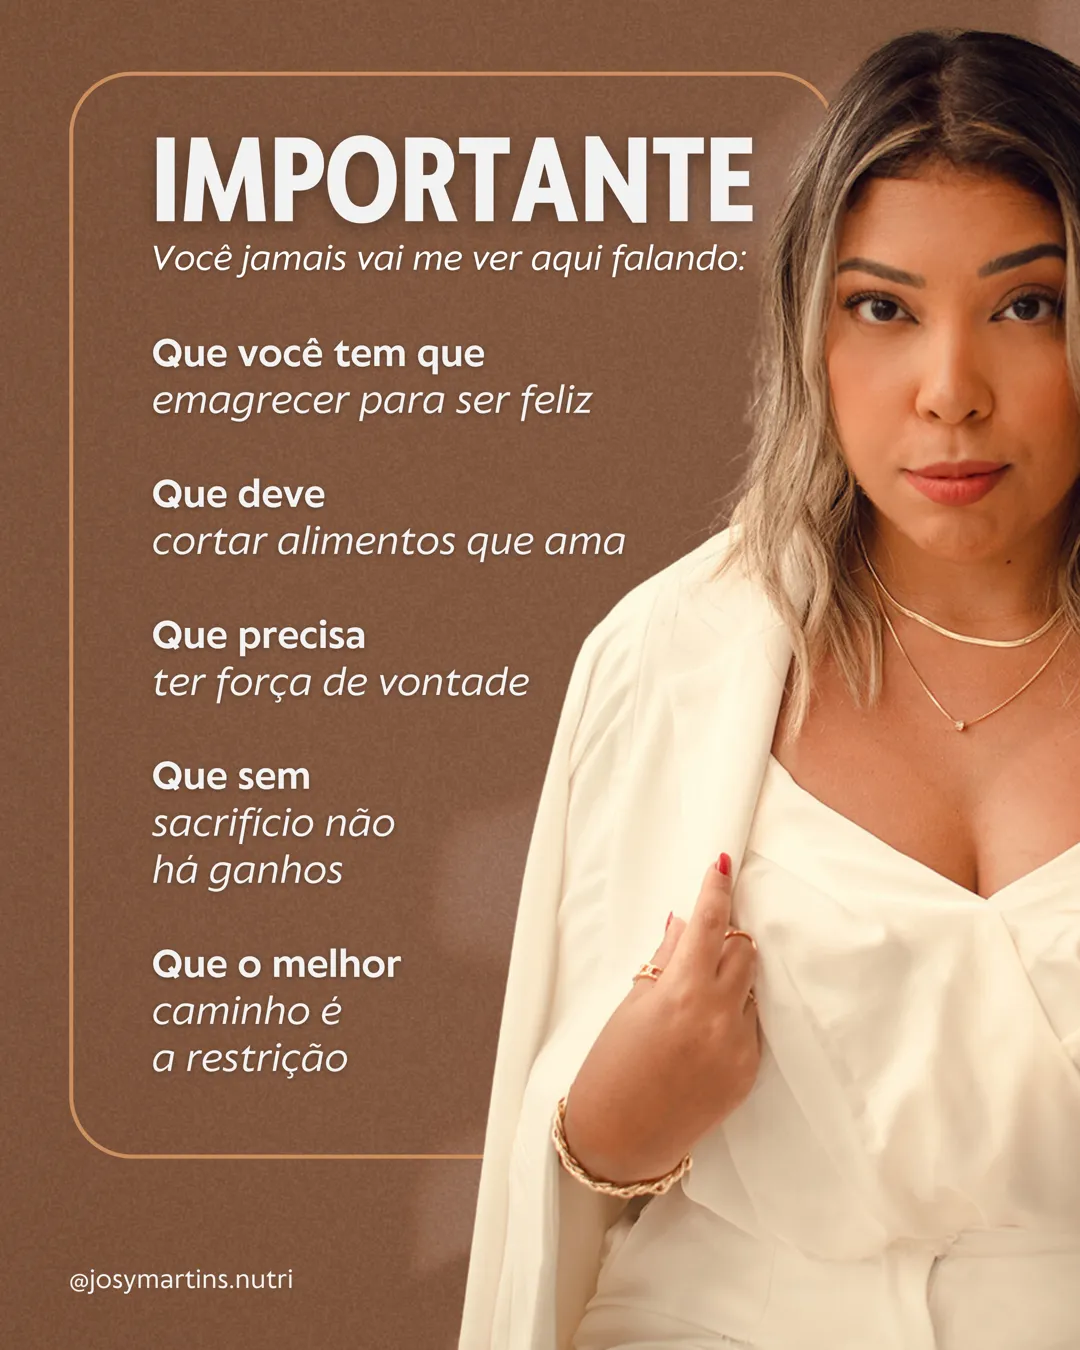 IMPORTANTE
Você jamais vai me ver aqui falando:
Que você tem que
emagrecer para ser feliz
Que deve
cortar alimentos que ama
Que precisa
ter força de vontade
Que sem
sacrifício não
há ganhos
Que o melhor
caminho é
a restrição
@josymartins.nutri